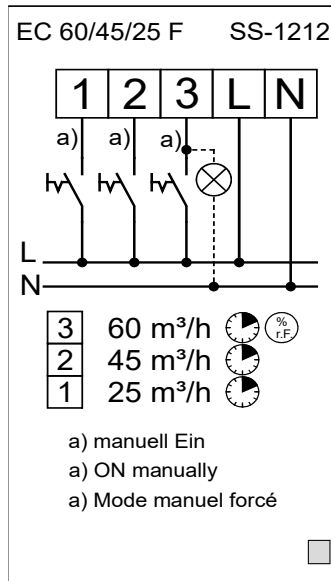 EC 60/45/25 F SS-1212
1 2 3 L N
a) a) a)
L
N
3 60 m³/h % r.F.
2 45 m³/h
1 25 m³/h
a) manuell Ein
a) ON manually
a) Mode manuel forcé